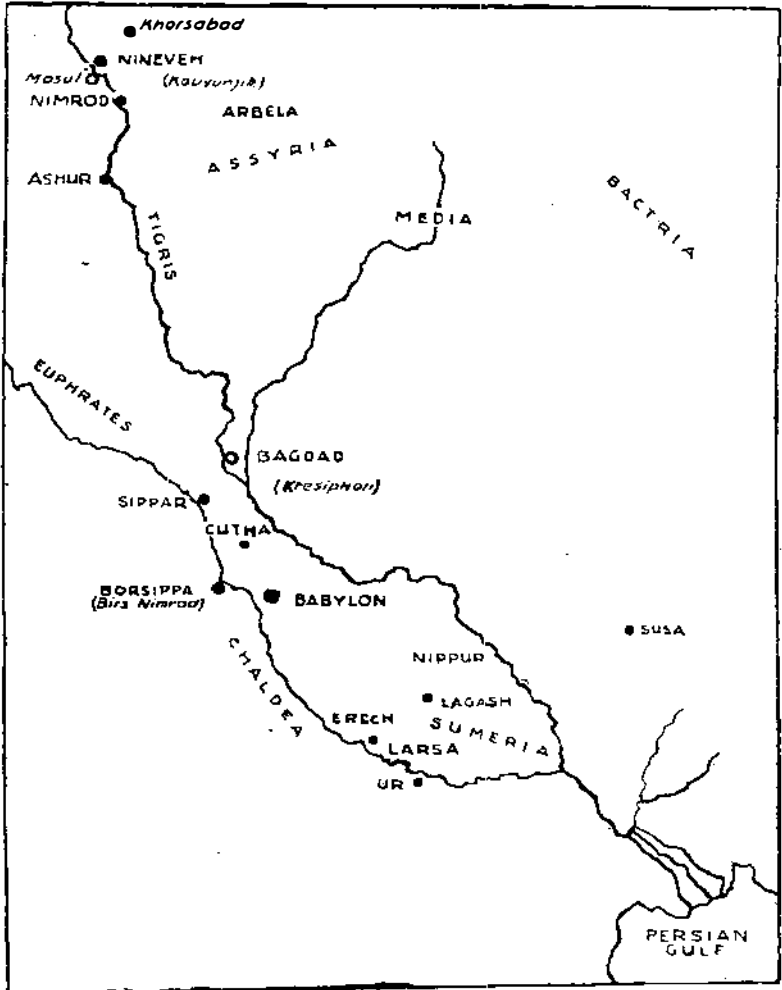 Khorsabad
NINEVEH
Mosul
(Kouyunjik)
NIMROD
ARBELA
ASSYRIA
ASHUR
BACTRIA
MEDIA
TIGRIS
EUPHRATES
BAGDAD
(Ktesiphon)
SIPPAR
CUTHA
BORSIPPA
(Birs Nimrod)
BABYLON
SUSA
CHALDEA
NIPPUR
LAGASH
ERECH
SUMERIA
LARSA
UR
PERSIAN
GULF